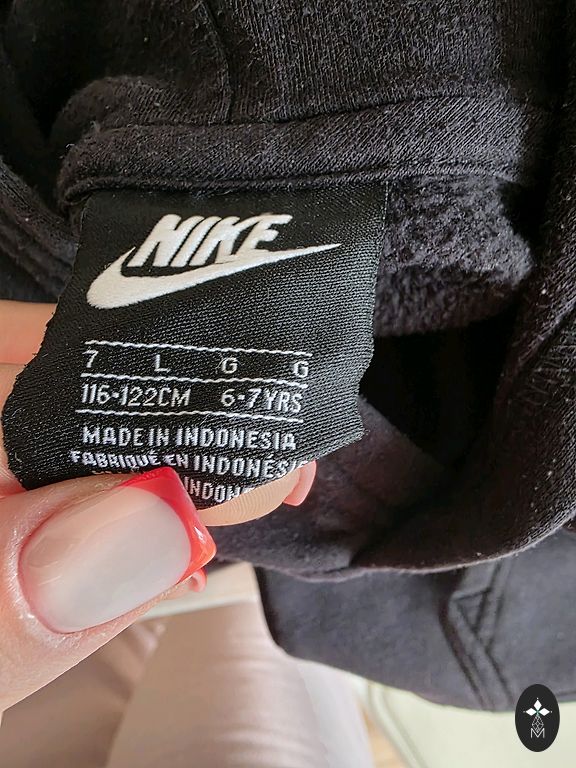 NIKE
7 L G G
116-122CM 6-7YRS
MADE IN INDONESIA
FABRIQUÉ EN INDONÉSIE